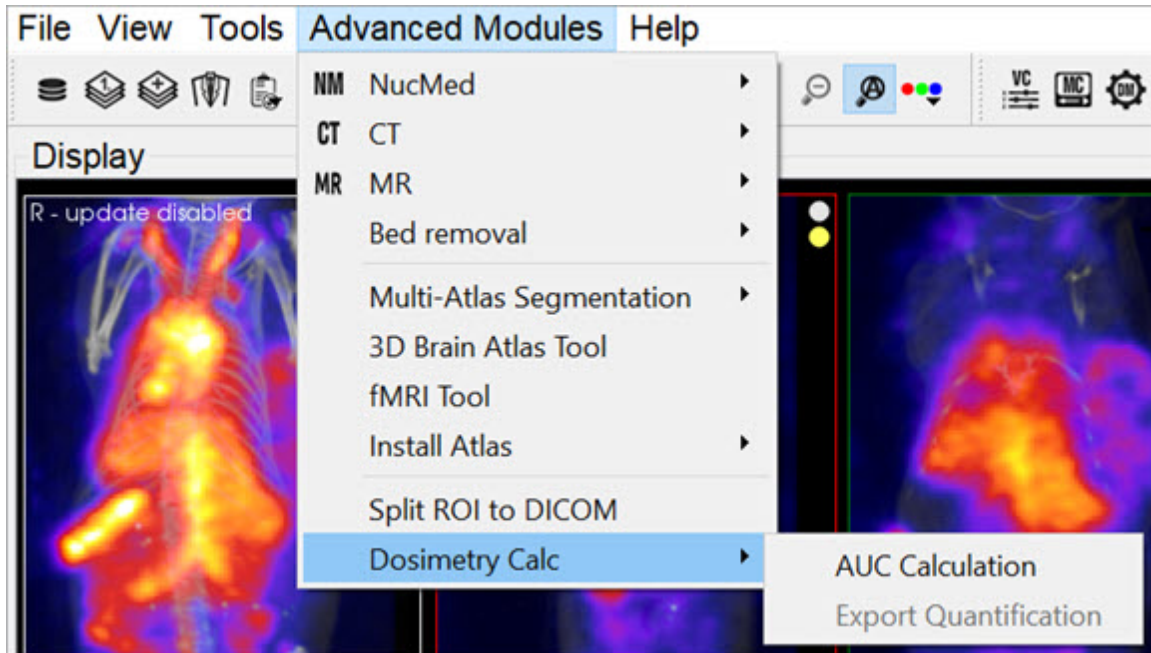 File View Tools Advanced Modules Help
NM NucMed
CT CT
MR MR
Bed removal
Multi-Atlas Segmentation
3D Brain Atlas Tool
fMRI Tool
Install Atlas
Split ROI to DICOM
Dosimetry Calc
AUC Calculation
Export Quantification
1
A
VC
MC
DM
Display
R - update disabled